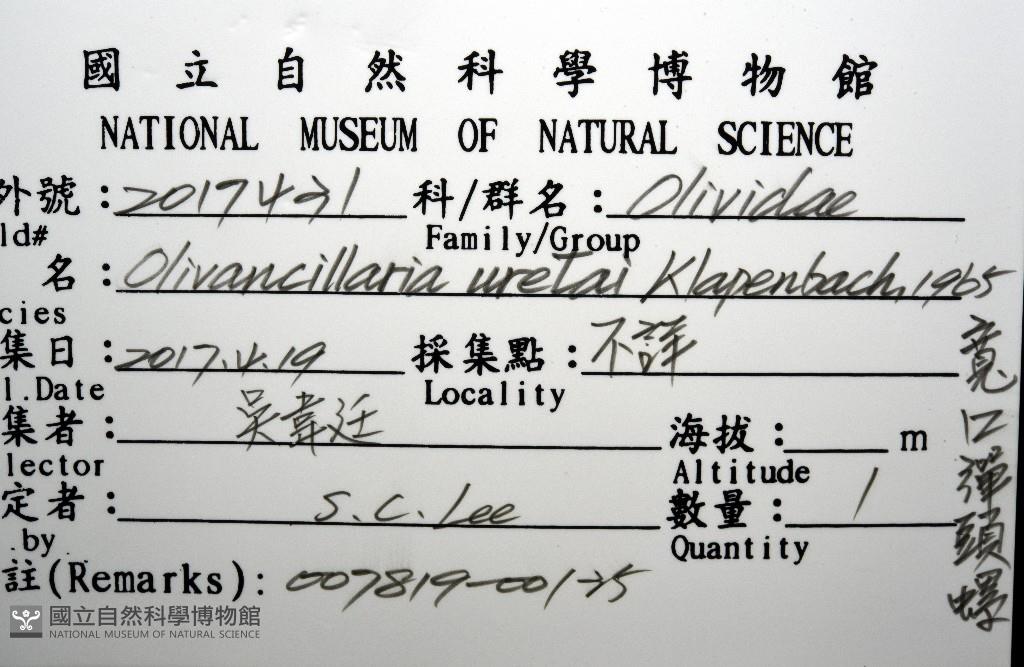 國立自然科學博物館
NATIONAL MUSEUM OF NATURAL SCIENCE
外號：2017431 科/群名：Olividae
ld# Family/Group
名：Olivancillaria uretai Klapenbach, 1965
cies
集日：2017.4.19 採集點：不詳
l.Date Locality
集者：吳韋廷 海拔： m
lector Altitude
定者：S.C.Lee 數量：1
.by Quantity
註(Remarks): 007819-00135
寬口彈頭螺
國立自然科學博物館
NATIONAL MUSEUM OF NATURAL SCIENCE